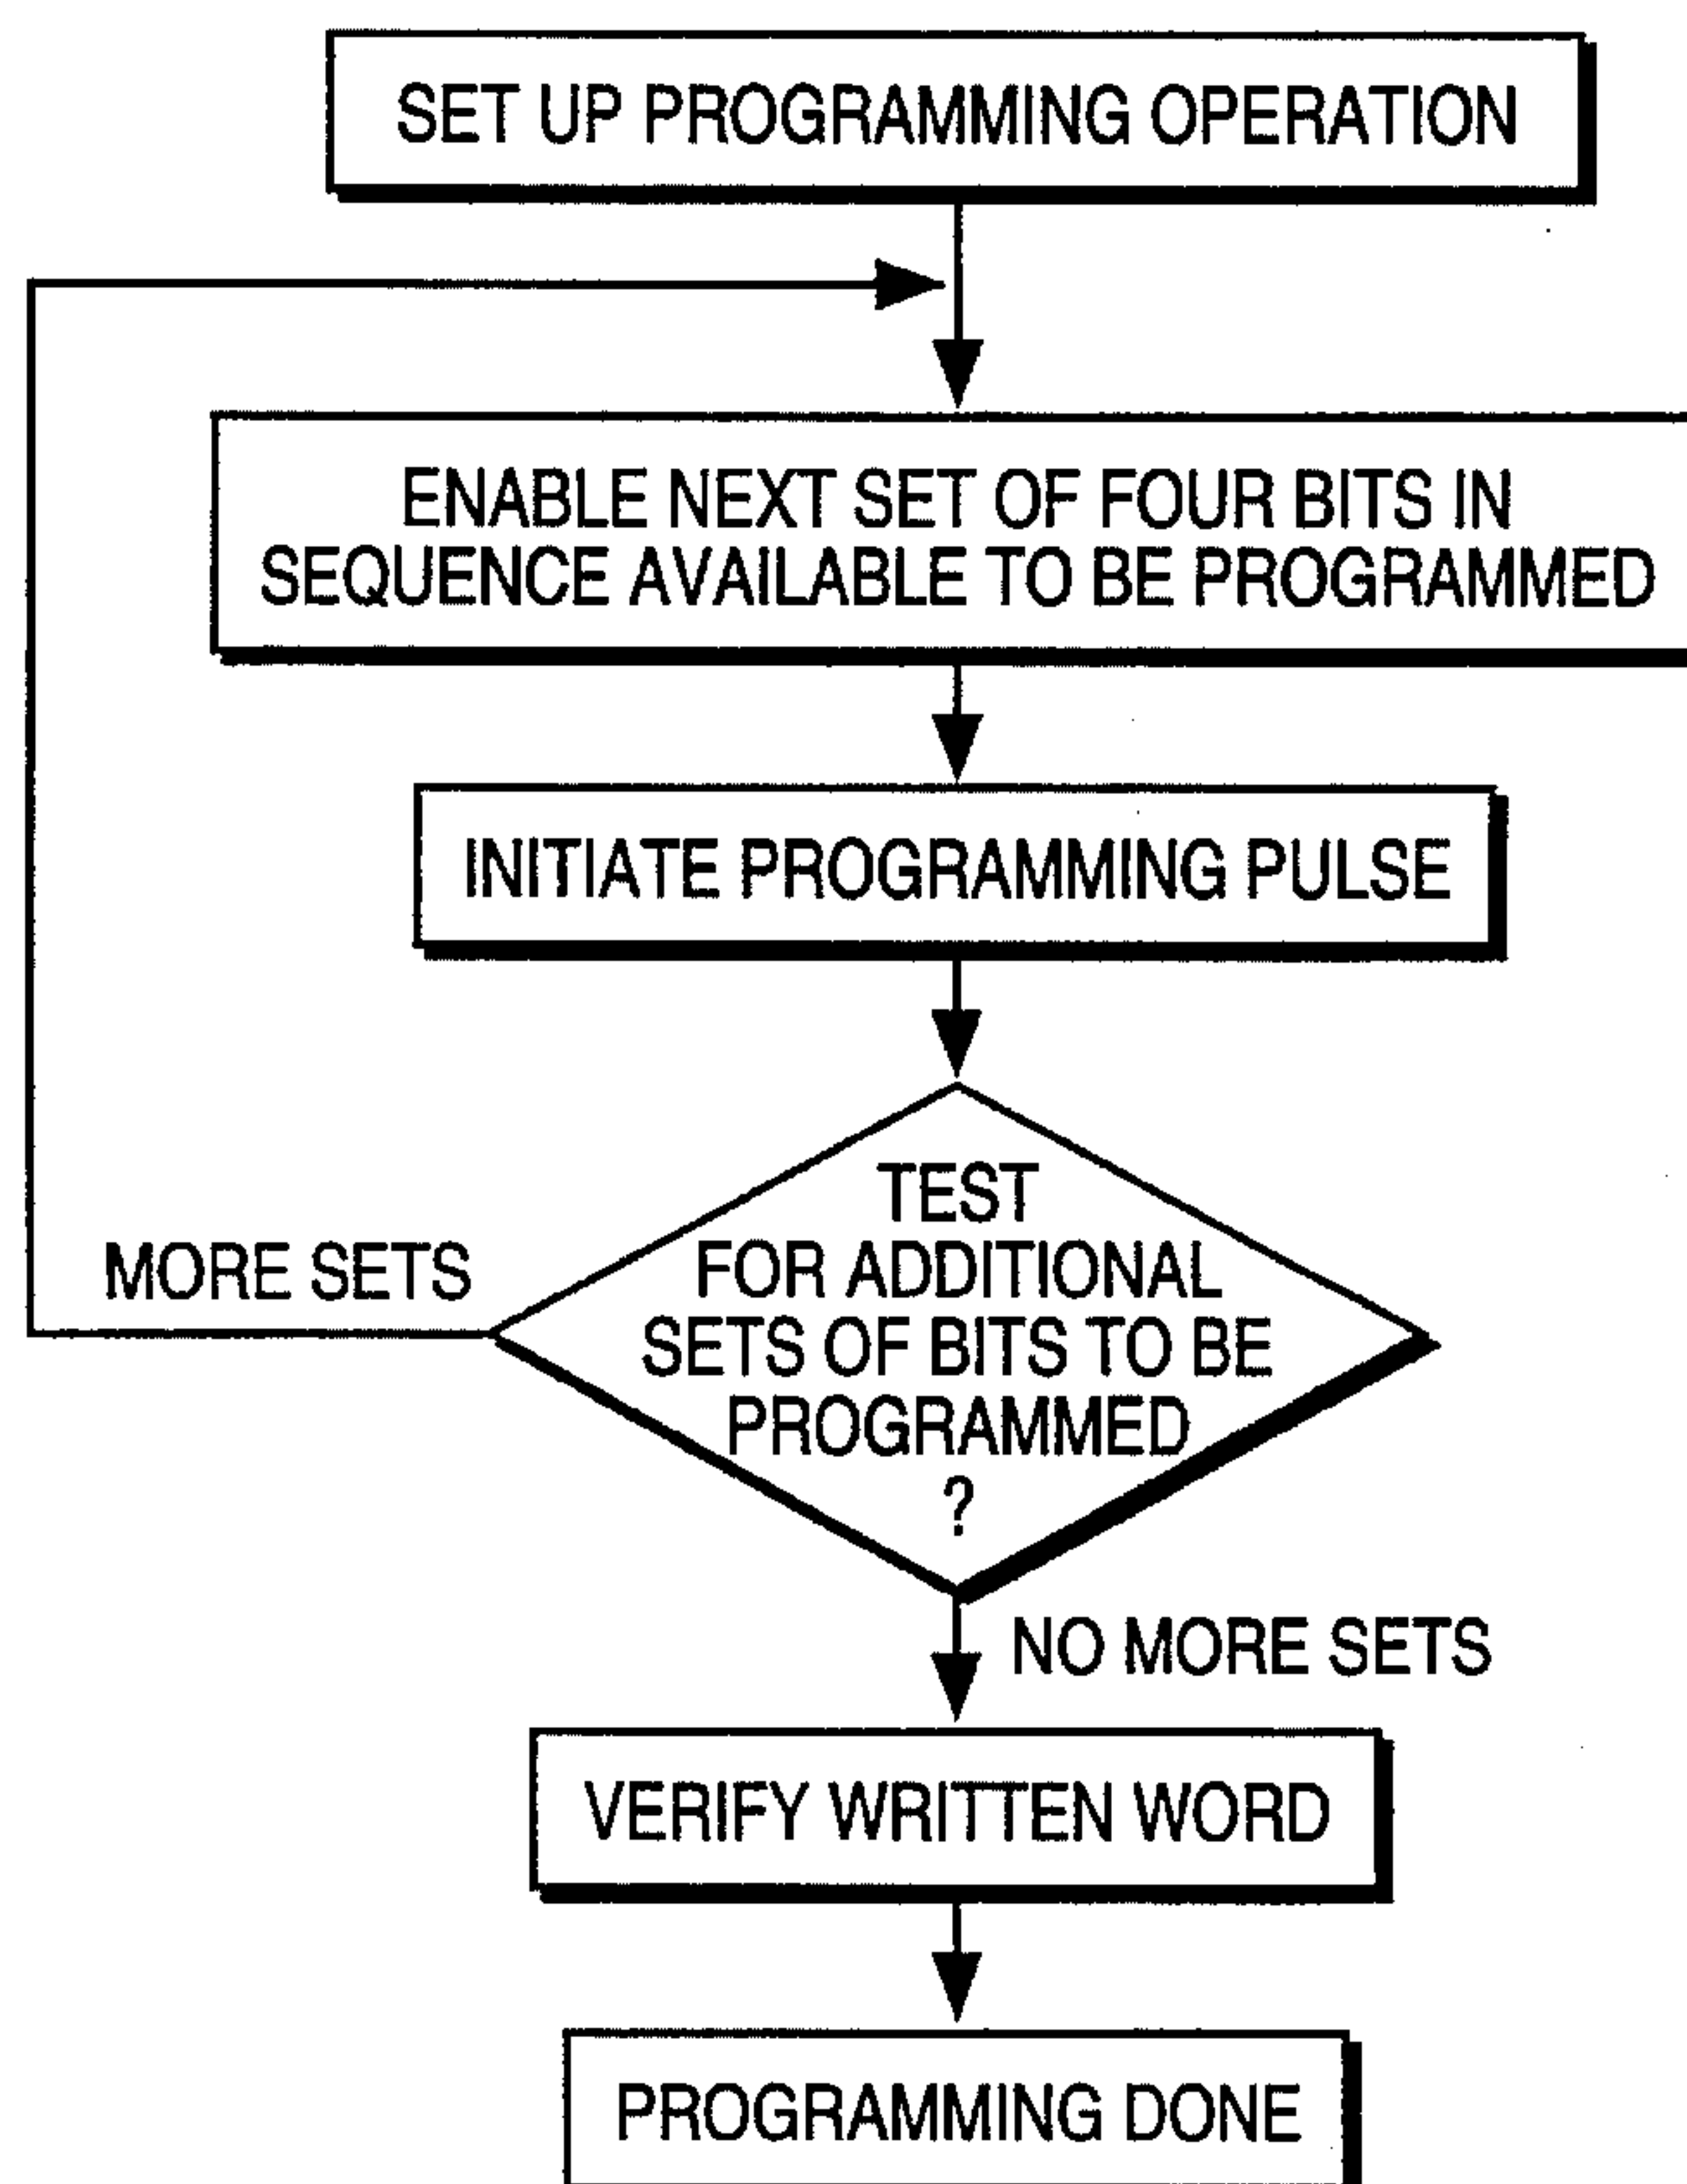 SET UP PROGRAMMING OPERATION
ENABLE NEXT SET OF FOUR BITS IN
SEQUENCE AVAILABLE TO BE PROGRAMMED
INITIATE PROGRAMMING PULSE
TEST
FOR ADDITIONAL
SETS OF BITS TO BE
PROGRAMMED
?
MORE SETS
NO MORE SETS
VERIFY WRITTEN WORD
PROGRAMMING DONE